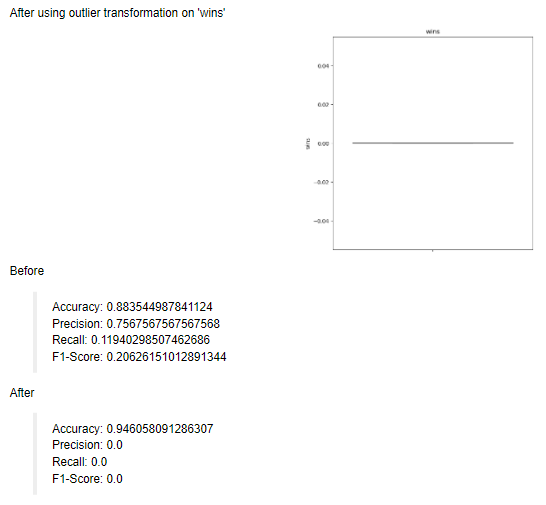 After using outlier transformation on 'wins'
wins
0.04
0.02
wins
0.00
−0.02
−0.04
Before
Accuracy: 0.883544987841124
Precision: 0.7567567567567568
Recall: 0.11940298507462686
F1-Score: 0.20626151012891344
After
Accuracy: 0.946058091286307
Precision: 0.0
Recall: 0.0
F1-Score: 0.0